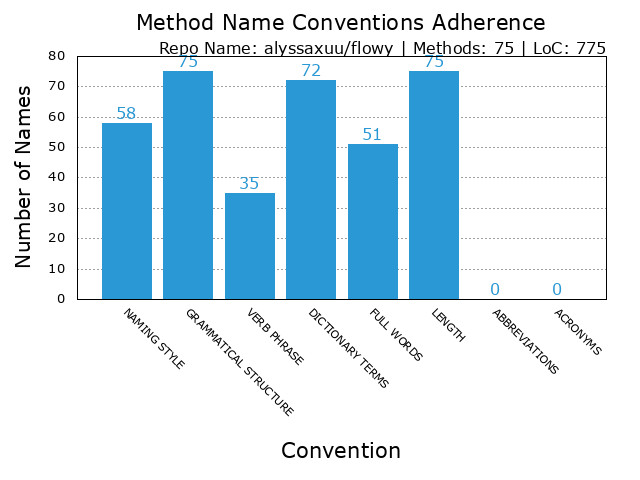 Method Name Conventions Adherence
Repo Name: alyssaxuu/flowy | Methods: 75 | LoC: 775
Number of Names
80
70
60
50
40
30
20
10
0
58
75
35
72
51
75
0
0
NAMING STYLE
GRAMMATICAL STRUCTURE
VERB PHRASE
DICTIONARY TERMS
FULL WORDS
LENGTH
ABBREVIATIONS
ACRONYMS
Convention